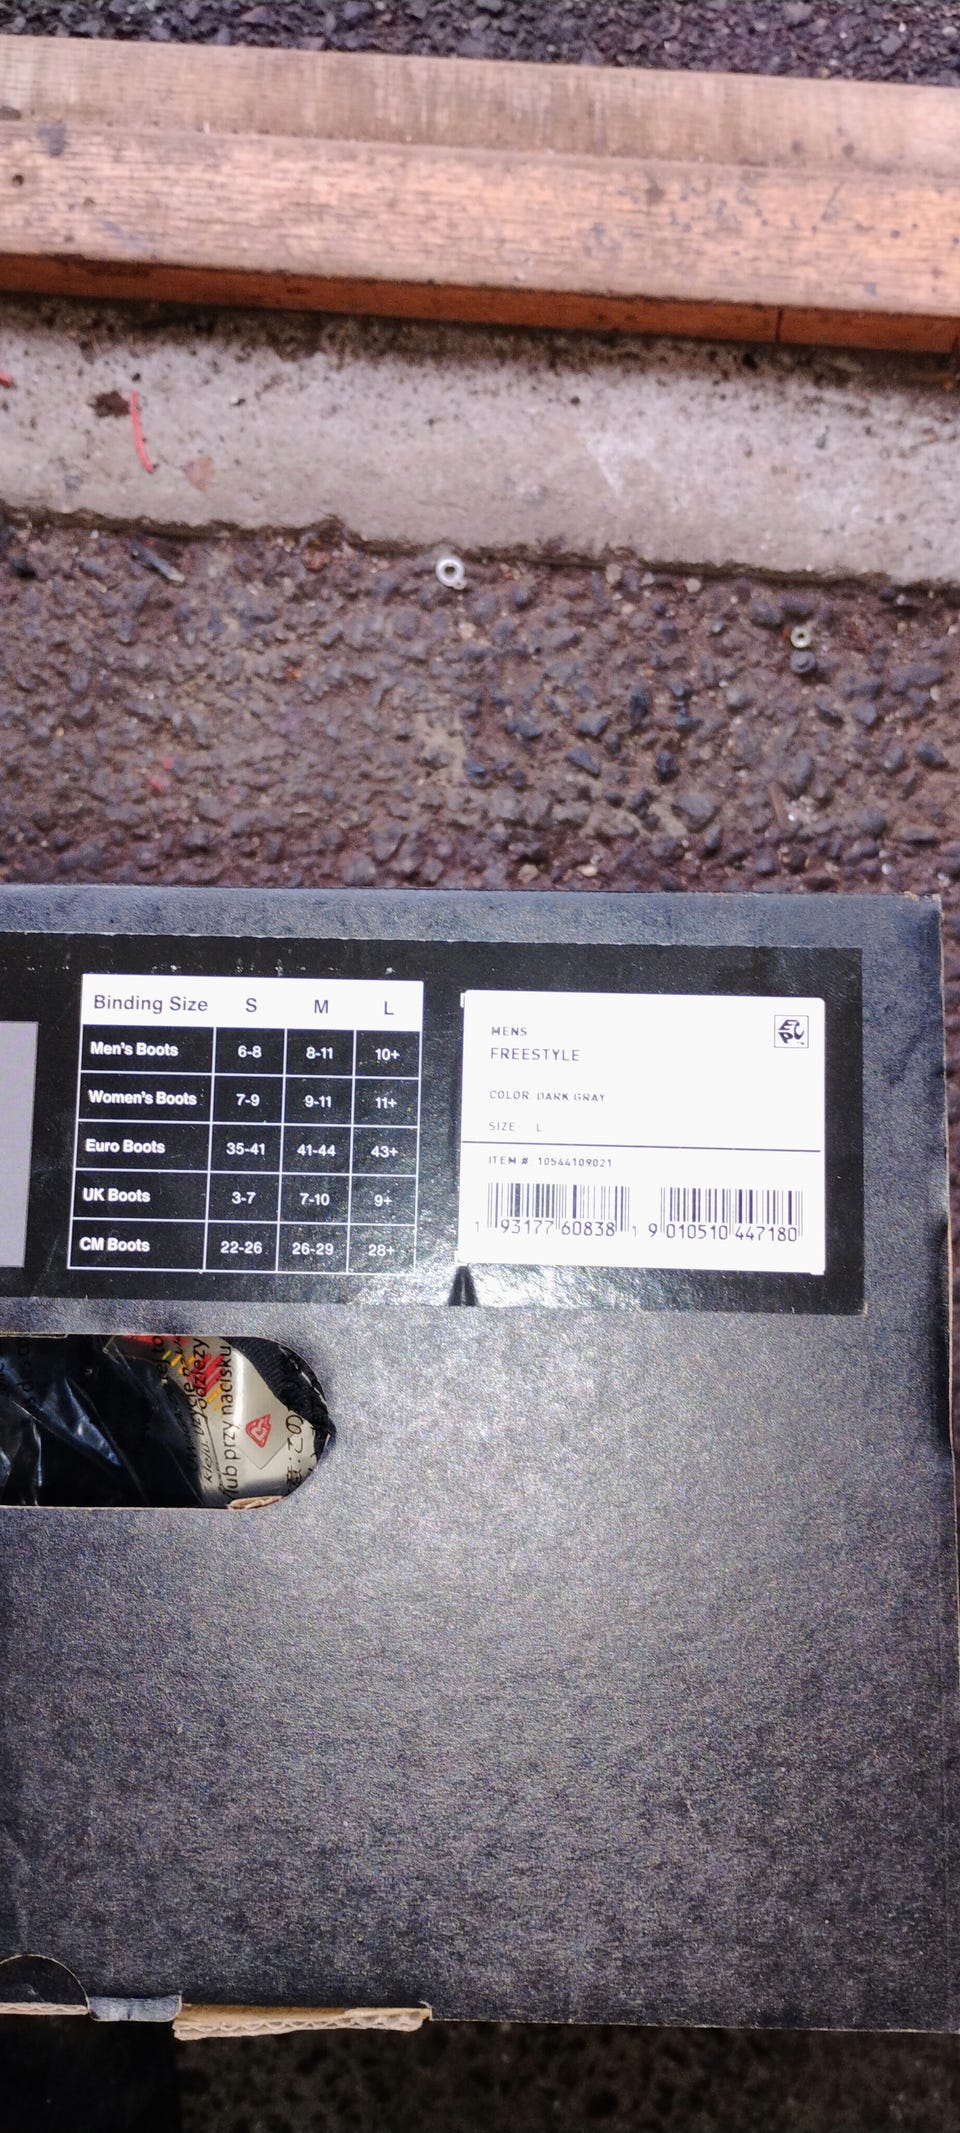 Binding Size S M L
Men's Boots 6-8 8-11 10+
Women's Boots 7-9 9-11 11+
Euro Boots 35-41 41-44 43+
UK Boots 3-7 7-10 9+
CM Boots 22-26 26-29 28+
MENS
FREESTYLE
COLOR DARK GRAY
SIZE L
ITEM # 10544109021
1 93177 60838 1 9 010510 447180
lub przy nacisku